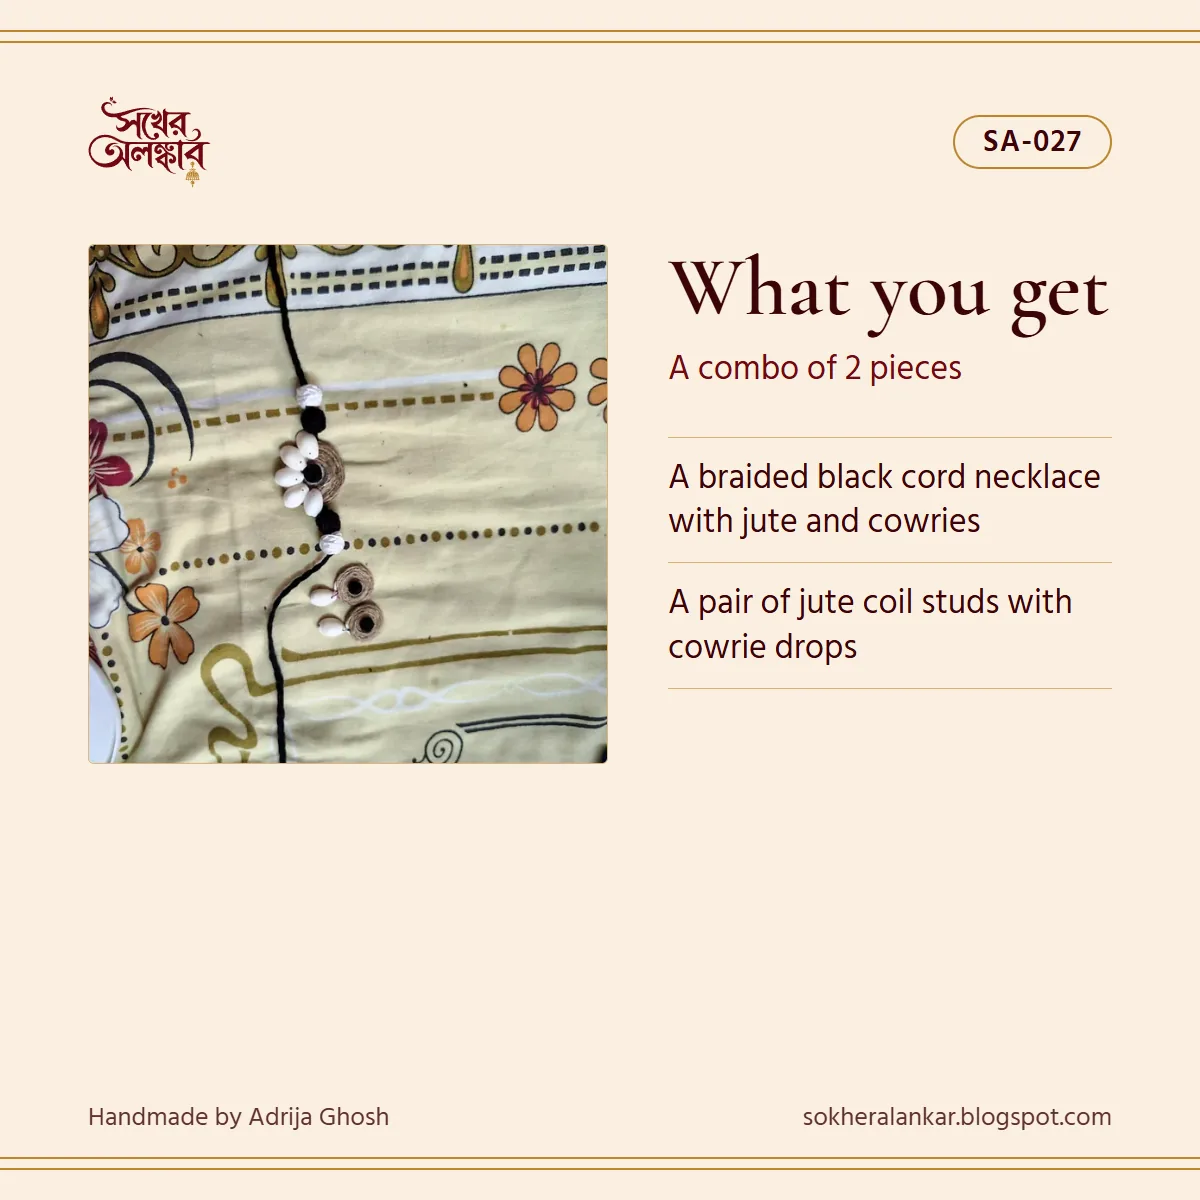 সখের
অলঙ্কার
SA-027
What you get
A combo of 2 pieces
A braided black cord necklace
with jute and cowries
A pair of jute coil studs with
cowrie drops
Handmade by Adrija Ghosh
sokheralankar.blogspot.com